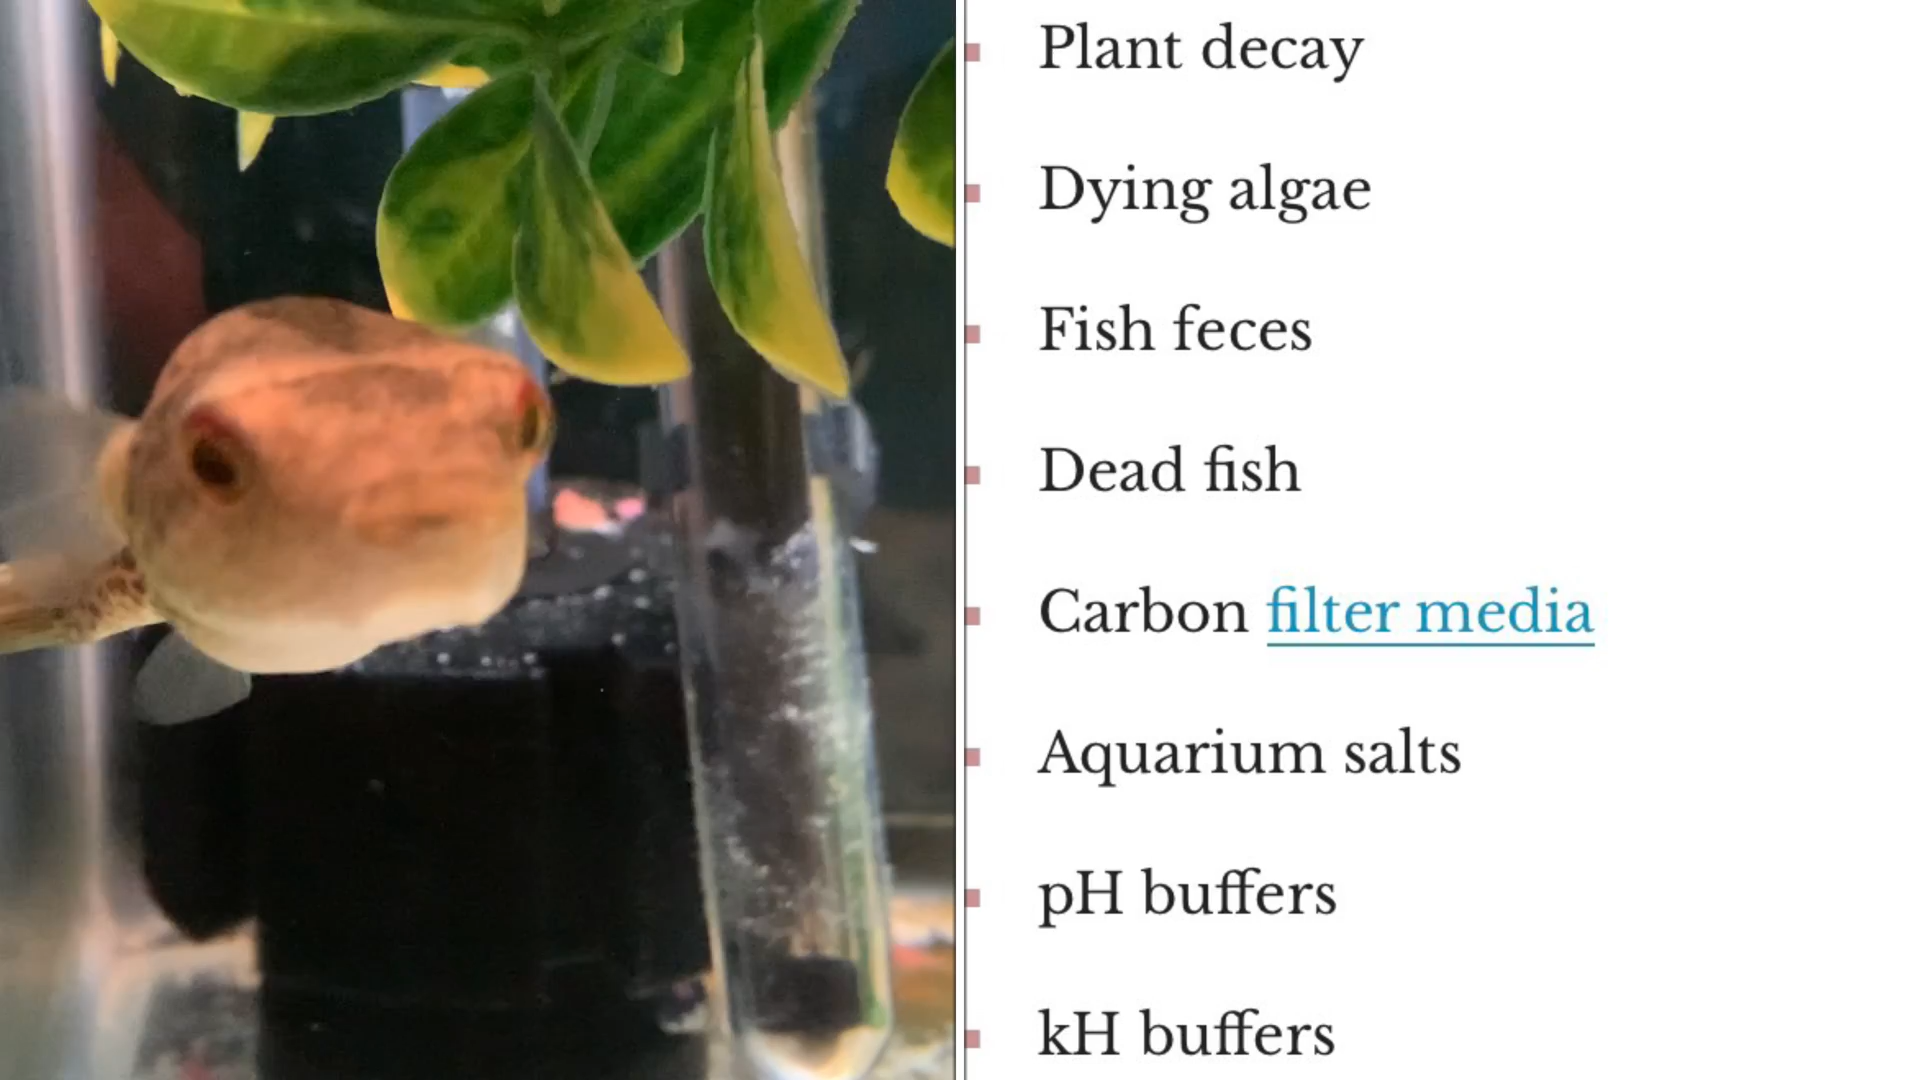 Plant decay
Dying algae
Fish feces
Dead fish
Carbon filter media
Aquarium salts
pH buffers
kH buffers